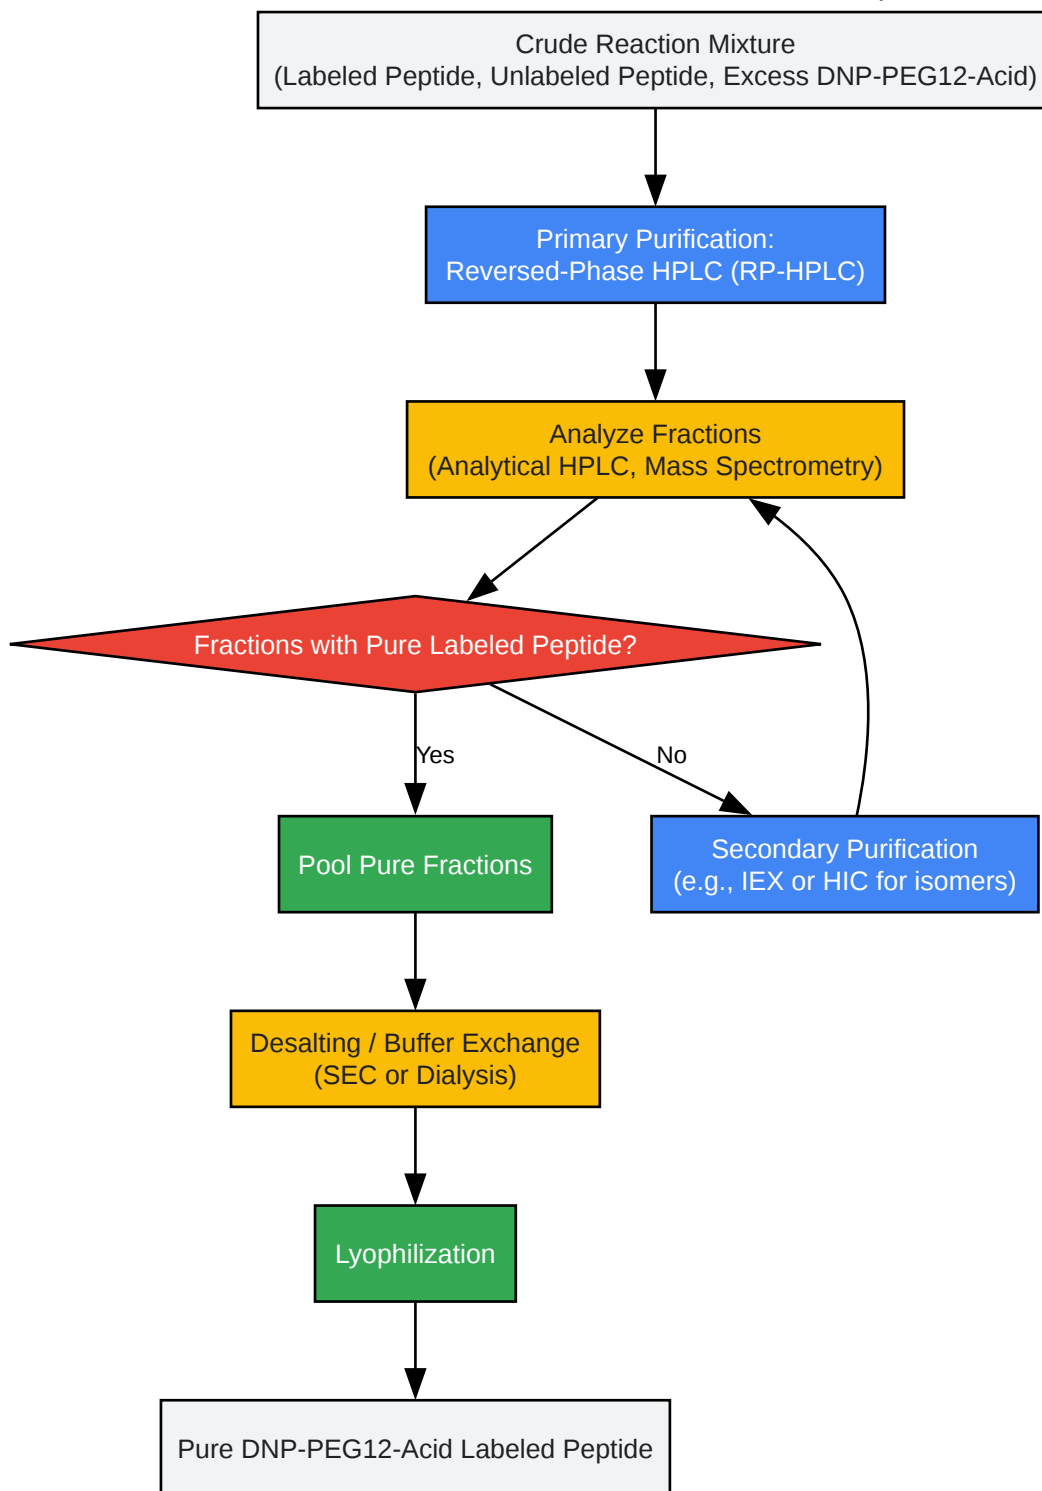 Crude Reaction Mixture
(Labeled Peptide, Unlabeled Peptide, Excess DNP-PEG12-Acid)
Primary Purification:
Reversed-Phase HPLC (RP-HPLC)
Analyze Fractions
(Analytical HPLC, Mass Spectrometry)
Fractions with Pure Labeled Peptide?
Yes
No
Pool Pure Fractions
Secondary Purification
(e.g., IEX or HIC for isomers)
Desalting / Buffer Exchange
(SEC or Dialysis)
Lyophilization
Pure DNP-PEG12-Acid Labeled Peptide